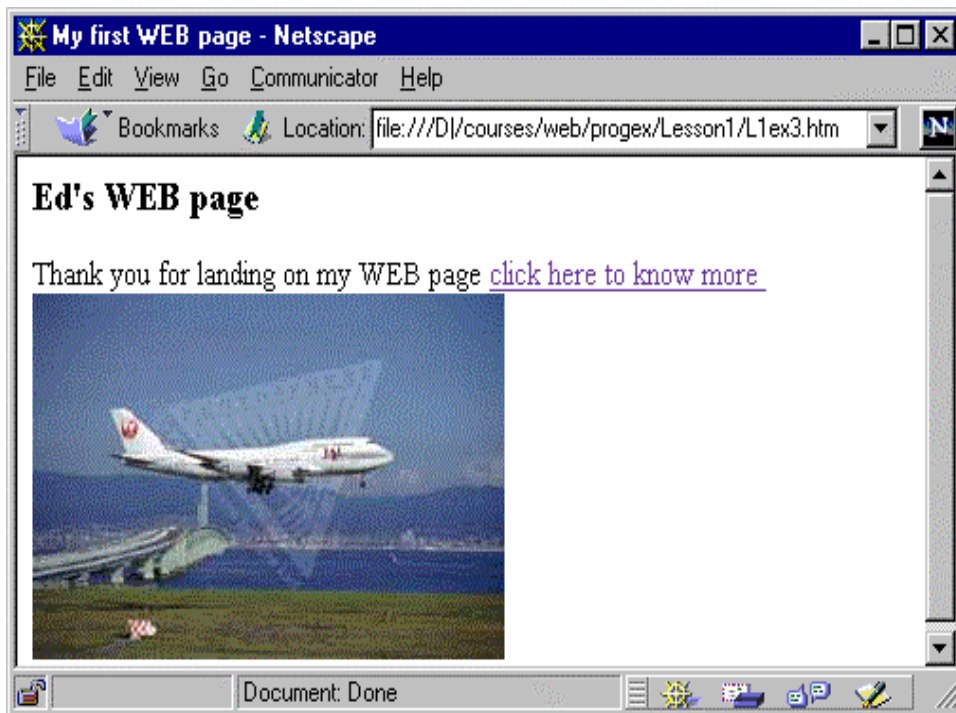 My first WEB page - Netscape
File Edit View Go Communicator Help
Bookmarks Location: file:///D|/courses/web/progex/Lesson1/L1ex3.htm
N
Ed's WEB page
Thank you for landing on my WEB page click here to know more
Document: Done